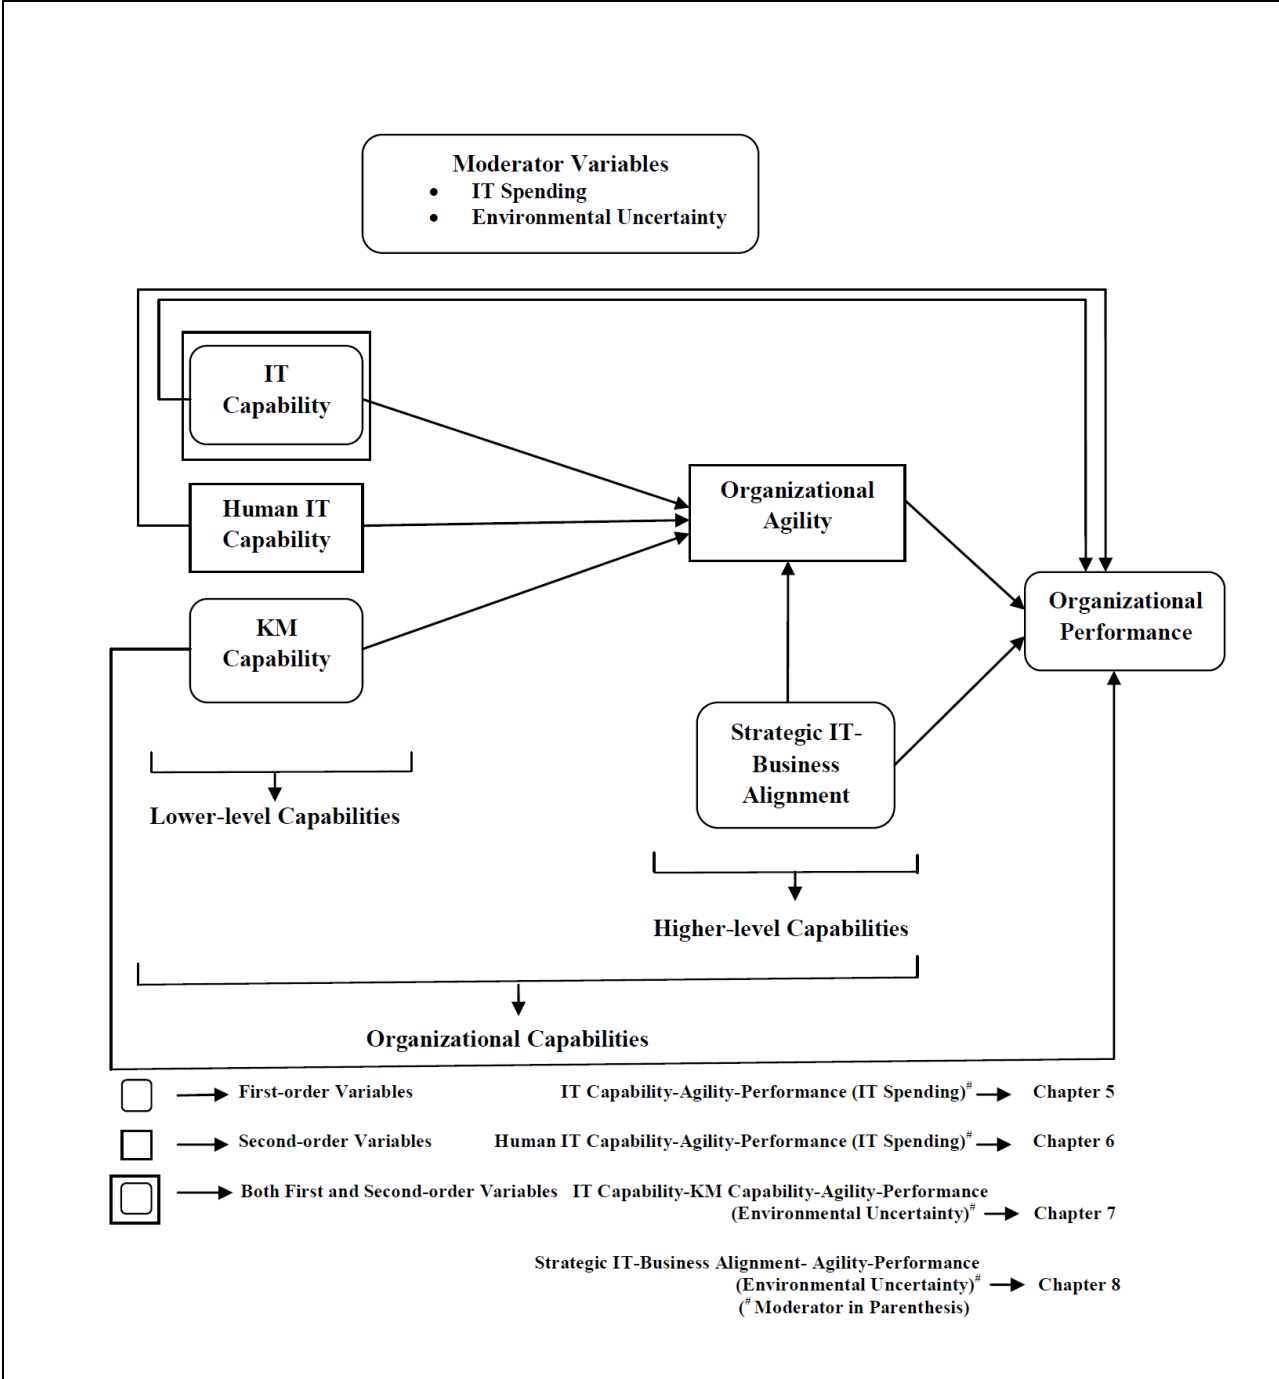 Moderator Variables
• IT Spending
• Environmental Uncertainty
IT
Capability
Human IT
Capability
KM
Capability
Organizational
Agility
Organizational
Performance
Strategic IT-
Business
Alignment
Lower-level Capabilities
Higher-level Capabilities
Organizational Capabilities
First-order Variables
IT Capability-Agility-Performance (IT Spending)# Chapter 5
Second-order Variables
Human IT Capability-Agility-Performance (IT Spending)# Chapter 6
Both First and Second-order Variables
IT Capability-KM Capability-Agility-Performance
(Environmental Uncertainty)# Chapter 7
Strategic IT-Business Alignment- Agility-Performance
(Environmental Uncertainty)# Chapter 8
(# Moderator in Parenthesis)